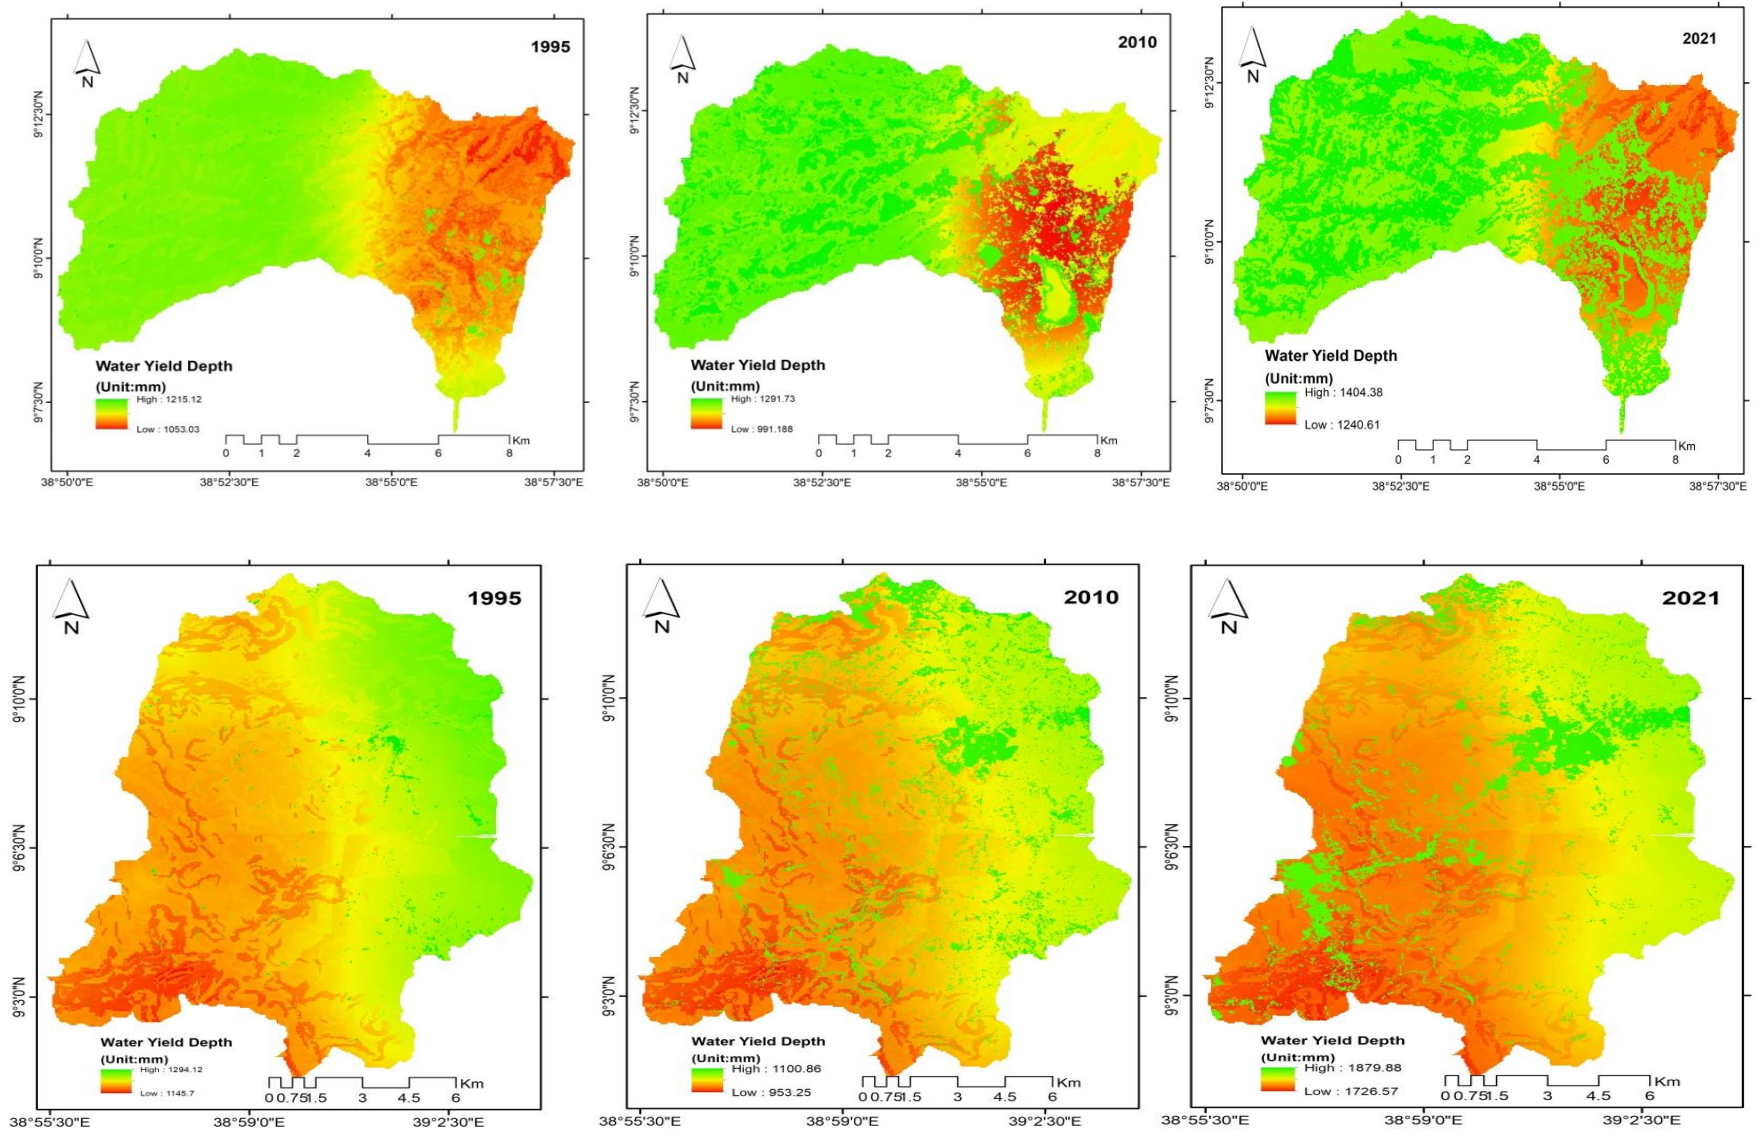 1995
N
9°12'30"N
9°10'0"N
9°7'30"N
Water Yield Depth
(Unit:mm)
High : 1215.12
Low : 1053.03
Km
0 1 2 4 6 8
38°50'0"E 38°52'30"E 38°55'0"E 38°57'30"E
2010
N
9°12'30"N
9°10'0"N
9°7'30"N
Water Yield Depth
(Unit:mm)
High : 1291.73
Low : 991.188
Km
0 1 2 4 6 8
38°50'0"E 38°52'30"E 38°55'0"E 38°57'30"E
2021
N
9°12'30"N
9°10'0"N
9°7'30"N
Water Yield Depth
(Unit:mm)
High : 1404.38
Low : 1240.61
Km
0 1 2 4 6 8
38°50'0"E 38°52'30"E 38°55'0"E 38°57'30"E
1995
N
9°10'0"N
9°6'30"N
9°3'0"N
Water Yield Depth
(Unit:mm)
High : 1294.12
Low : 1145.7
Km
0 0.75 1.5 3 4.5 6
38°55'30"E 38°59'0"E 39°2'30"E
2010
N
9°10'0"N
9°6'30"N
9°3'0"N
Water Yield Depth
(Unit:mm)
High : 1100.86
Low : 953.25
Km
0 0.75 1.5 3 4.5 6
38°55'30"E 38°59'0"E 39°2'30"E
2021
N
9°10'0"N
9°6'30"N
9°3'0"N
Water Yield Depth
(Unit:mm)
High : 1879.88
Low : 1726.57
Km
0 0.75 1.5 3 4.5 6
38°55'30"E 38°59'0"E 39°2'30"E